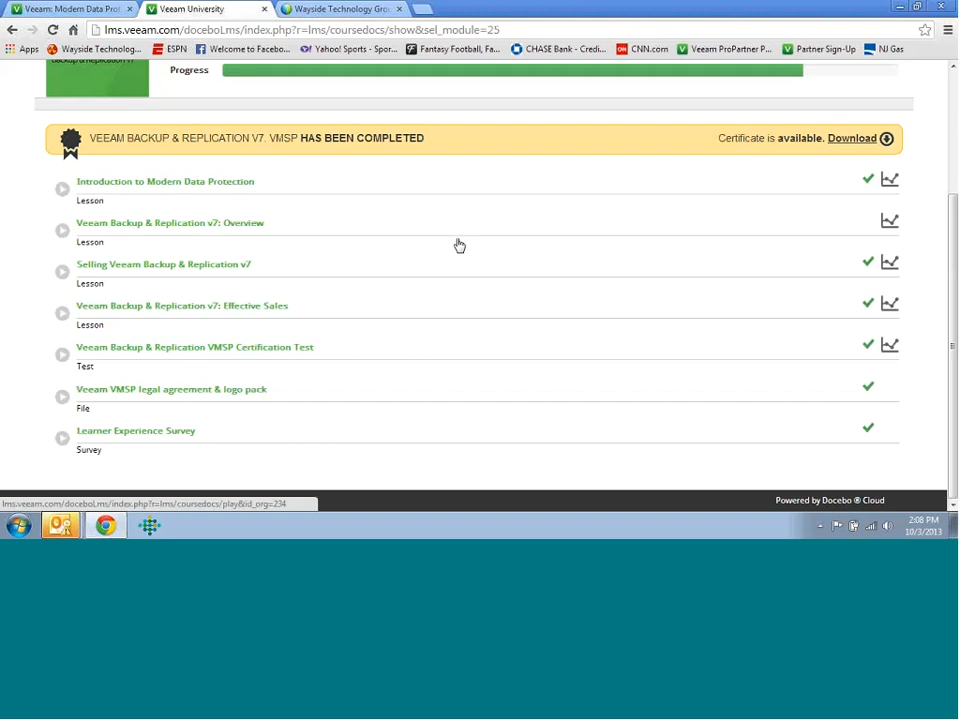 Veeam: Modern Data Prot
Veeam University
Wayside Technology Grou
lms.veeam.com/doceboLms/index.php?r=lms/coursedocs/show&sel_module=25
Apps
Wayside Technolog...
ESPN
Welcome to Facebo...
Yahoo! Sports - Spor...
Fantasy Football, Fa...
CHASE Bank - Credi...
CNN.com
Veeam ProPartner P...
Partner Sign-Up
NJ Gas
Backup & Replication v7
Progress
VEEAM BACKUP & REPLICATION V7. VMSP HAS BEEN COMPLETED
Certificate is available. Download
Introduction to Modern Data Protection
Lesson
Veeam Backup & Replication v7: Overview
Lesson
Selling Veeam Backup & Replication v7
Lesson
Veeam Backup & Replication v7: Effective Sales
Lesson
Veeam Backup & Replication VMSP Certification Test
Test
Veeam VMSP legal agreement & logo pack
File
Learner Experience Survey
Survey
lms.veeam.com/doceboLms/index.php?r=lms/coursedocs/play&id_org=234
Powered by Docebo ® Cloud
2:08 PM
10/3/2013